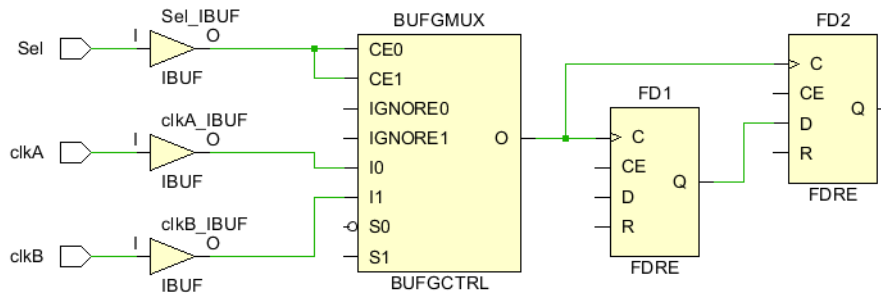 Sel
I
Sel_IBUF
O
IBUF
clkA
I
clkA_IBUF
O
IBUF
clkB
I
clkB_IBUF
O
IBUF
BUFGMUX
CE0
CE1
IGNORE0
IGNORE1
I0
I1
S0
S1
O
BUFGCTRL
FD1
C
CE
D
R
Q
FDRE
FD2
C
CE
D
R
Q
FDRE